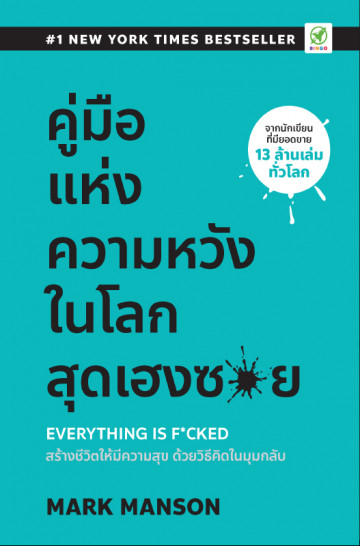 #1 NEW YORK TIMES BESTSELLER
BINGO
จากนักเขียน
ที่มียอดขาย
13 ล้านเล่ม
ทั่วโลก
คู่มือ
แห่ง
ความหวัง
ในโลก
สุดเฮงซ*ย
EVERYTHING IS F*CKED
สร้างชีวิตให้มีความสุข ด้วยวิธีคิดในมุมกลับ
MARK MANSON